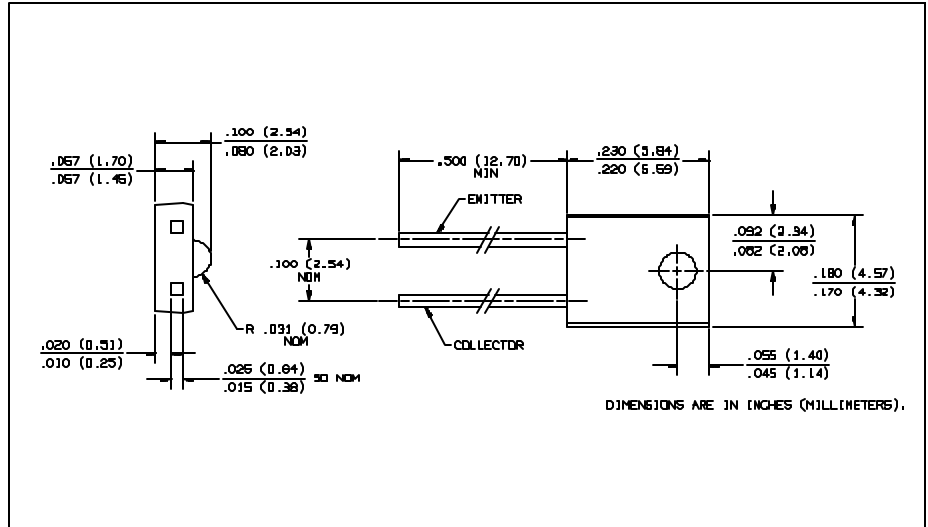 .100 (2.54)
.080 (2.03)
.067 (1.70)
.057 (1.45)
.500 (12.70)
MIN
.230 (5.84)
.220 (5.59)
EMITTER
.092 (2.34)
.082 (2.08)
.100 (2.54)
NOM
.180 (4.57)
.170 (4.32)
R .031 (0.79)
NOM
COLLECTOR
.020 (0.51)
.010 (0.25)
.025 (0.64)
.015 (0.38)
SQ NOM
.055 (1.40)
.045 (1.14)
DIMENSIONS ARE IN INCHES (MILLIMETERS).